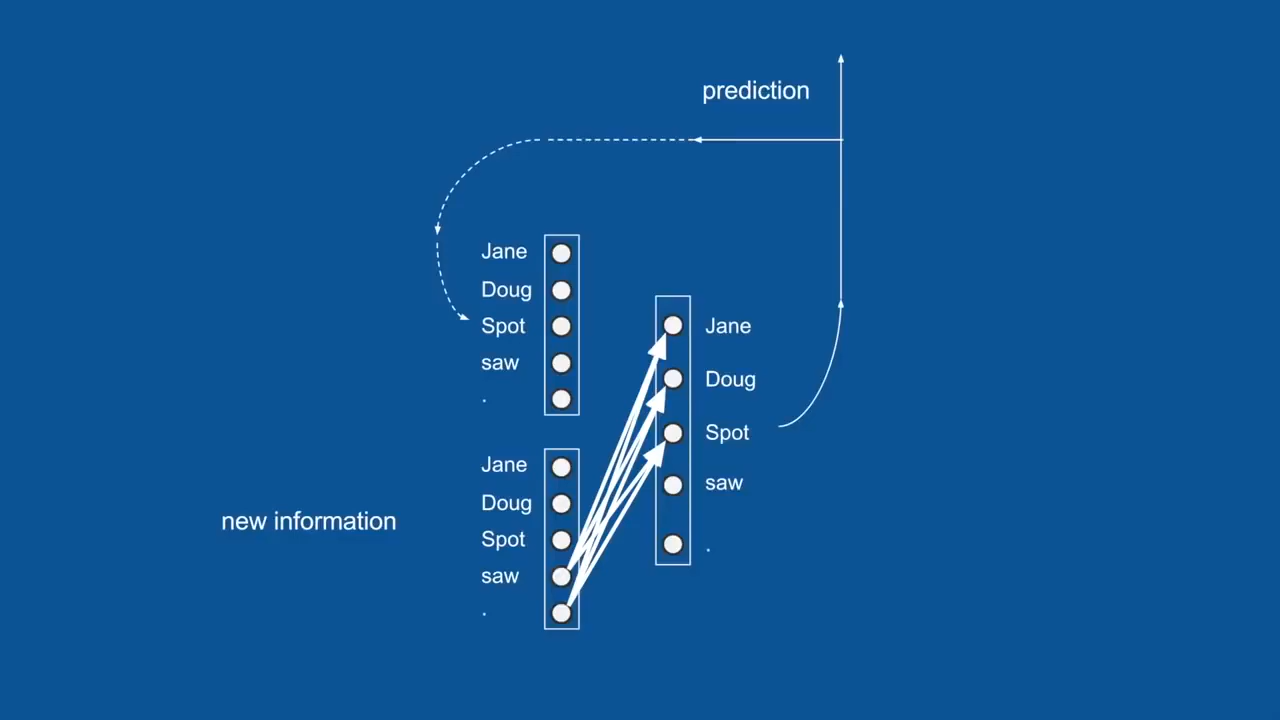 prediction
Jane
Doug
Spot
saw
.
Jane
Doug
Spot
saw
.
new information
Jane
Doug
Spot
saw
.